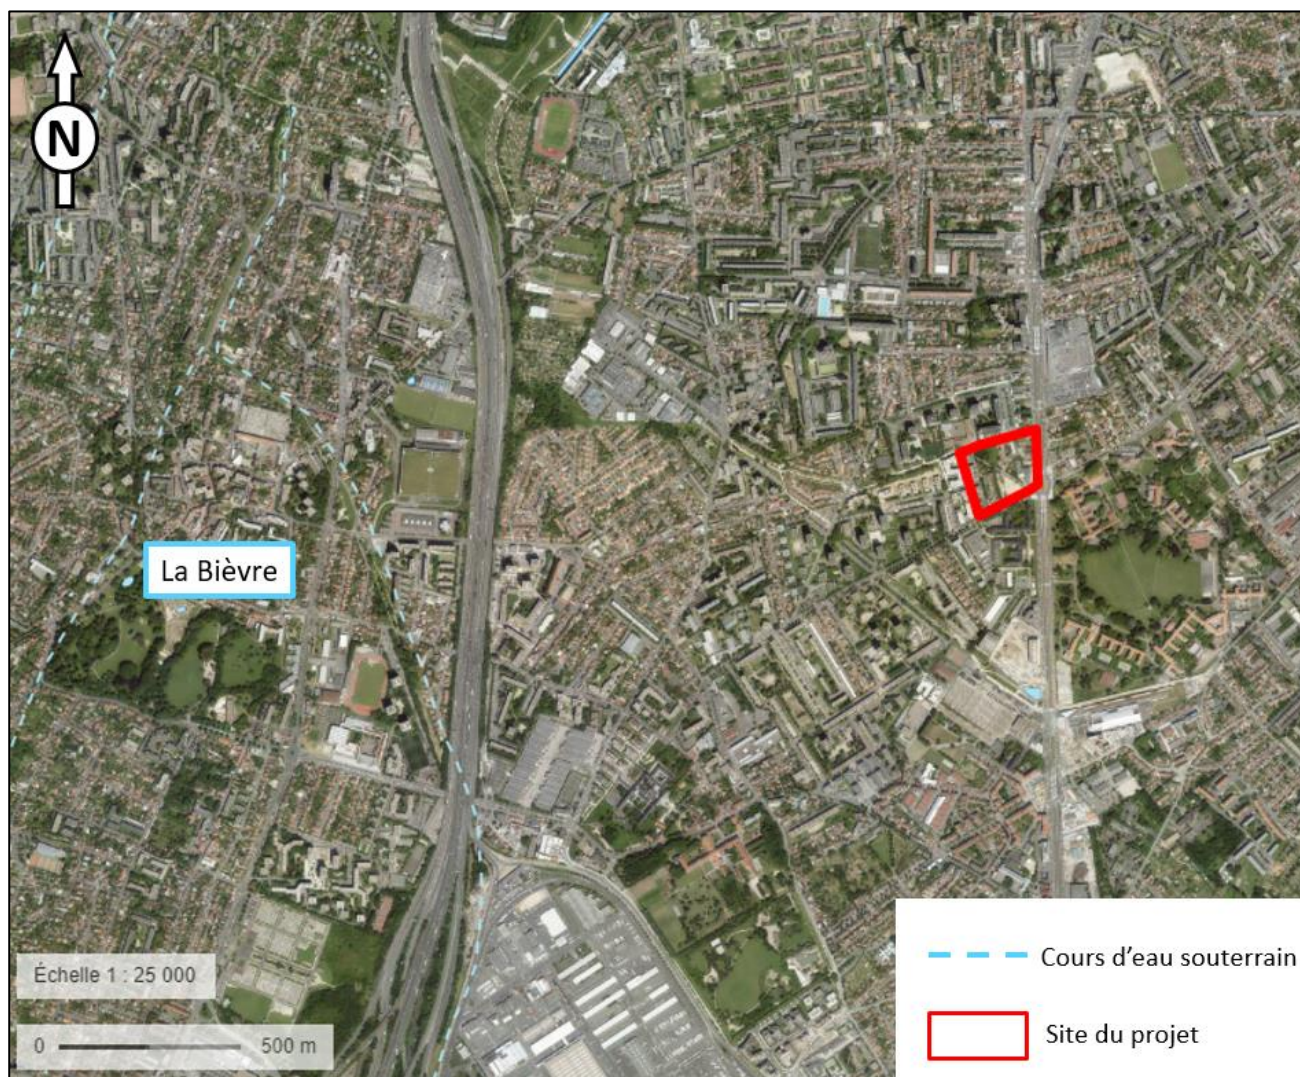 N
La Bièvre
Échelle 1 : 25 000
0 500 m
Cours d'eau souterrain
Site du projet